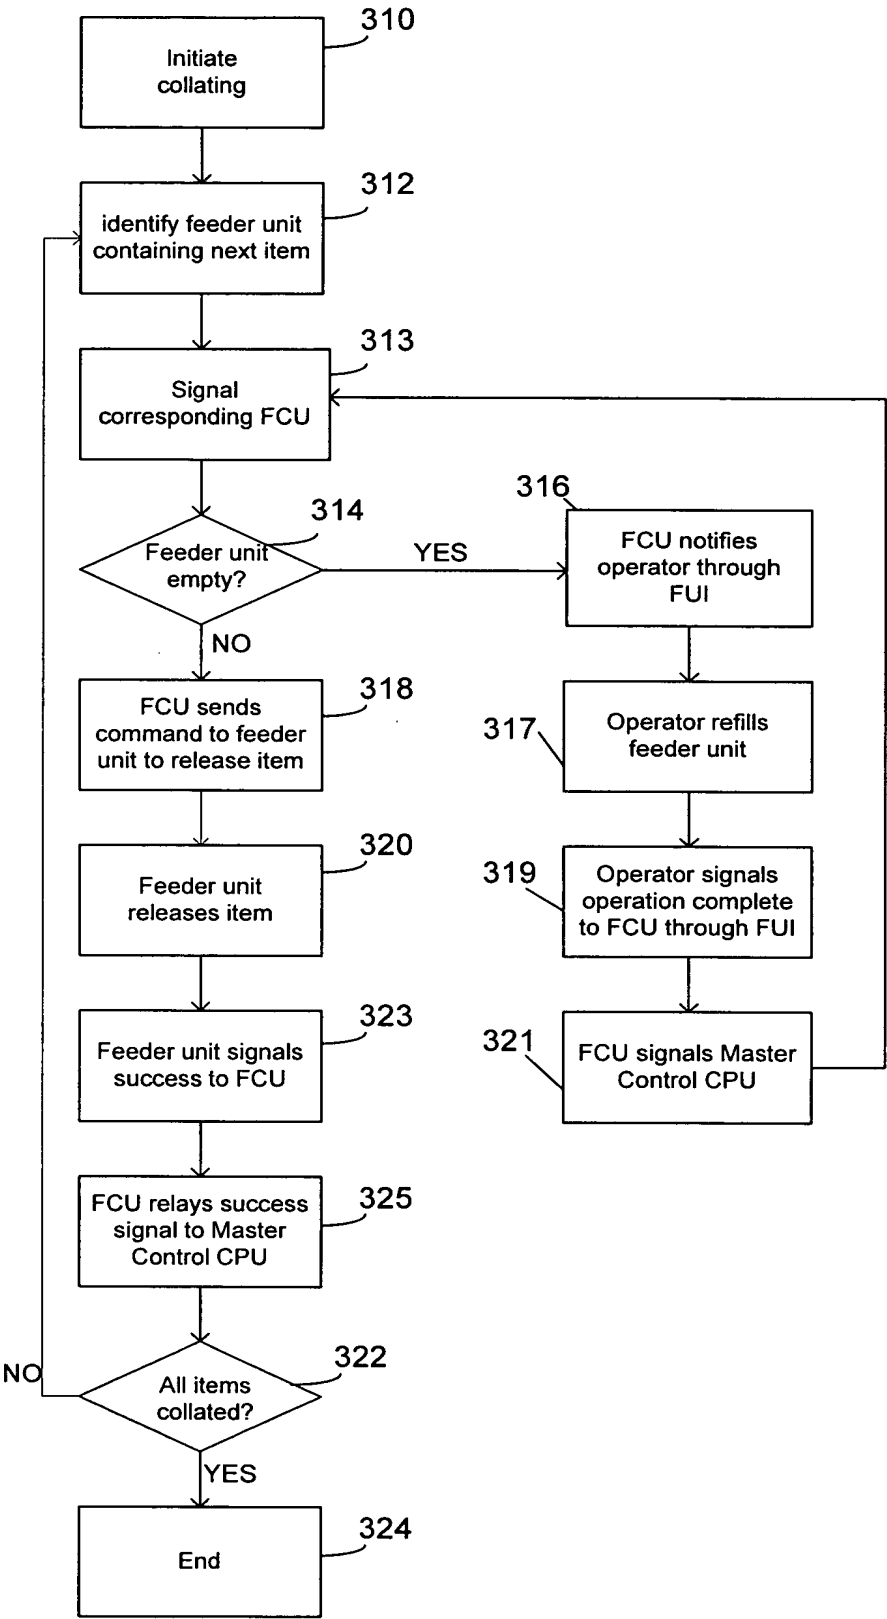 310
Initiate
collating
312
identify feeder unit
containing next item
313
Signal
corresponding FCU
314
Feeder unit
empty?
YES
NO
316
FCU notifies
operator through
FUI
317
Operator refills
feeder unit
319
Operator signals
operation complete
to FCU through FUI
321
FCU signals Master
Control CPU
318
FCU sends
command to feeder
unit to release item
320
Feeder unit
releases item
323
Feeder unit signals
success to FCU
325
FCU relays success
signal to Master
Control CPU
322
All items
collated?
NO
YES
324
End